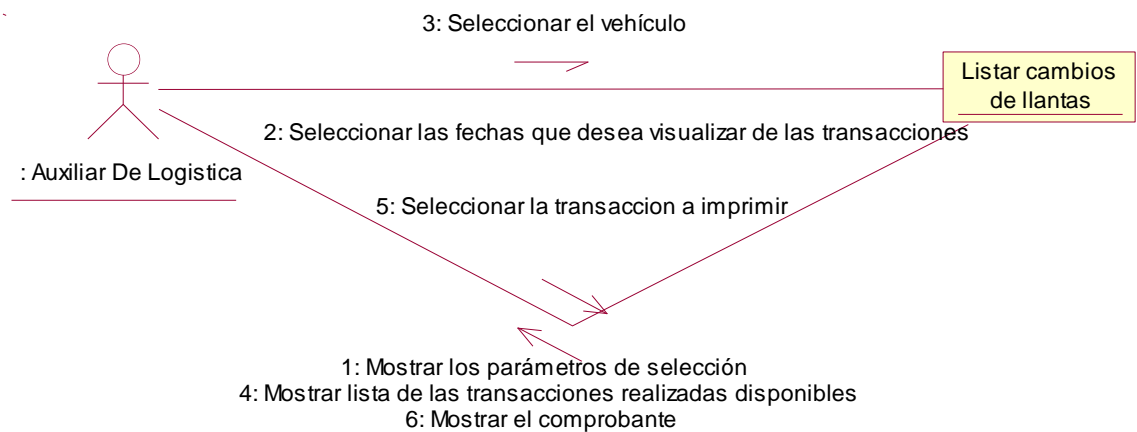 3: Seleccionar el vehículo
Listar cambios
de llantas
2: Seleccionar las fechas que desea visualizar de las transacciones
: Auxiliar De Logistica
5: Seleccionar la transaccion a imprimir
1: Mostrar los parámetros de selección
4: Mostrar lista de las transacciones realizadas disponibles
6: Mostrar el comprobante